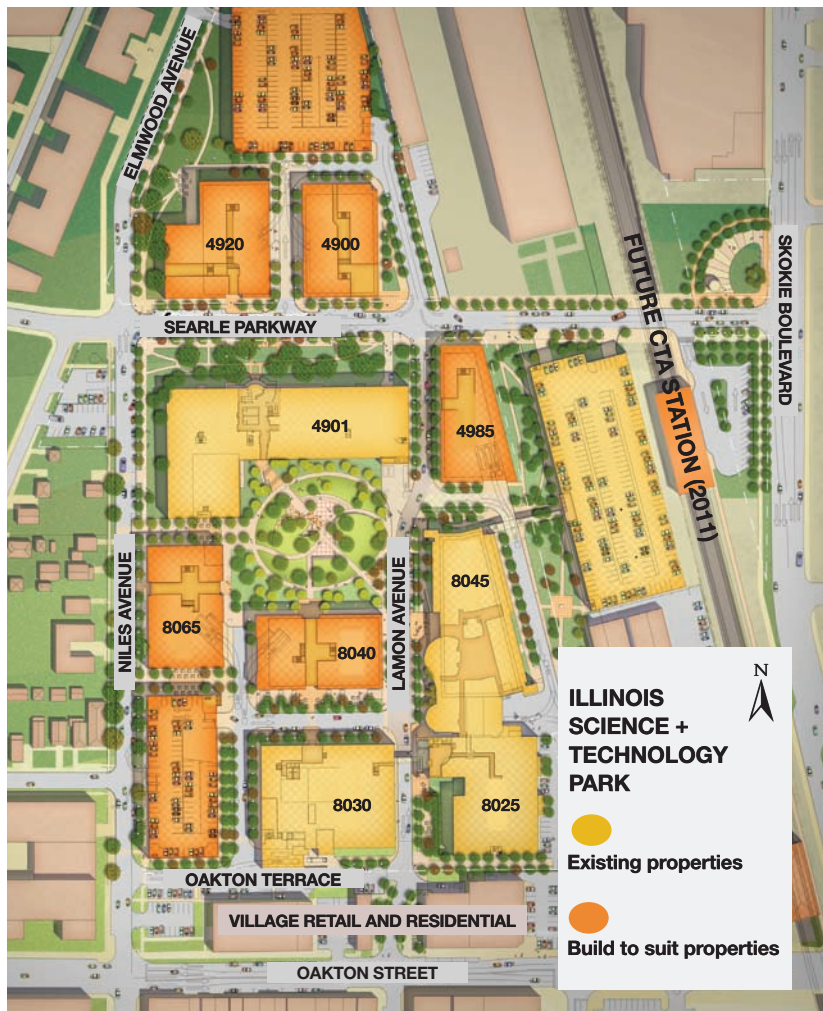 ELMWOOD AVENUE
4920
4900
SEARLE PARKWAY
FUTURE CTA STATION (2011)
SKOKIE BOULEVARD
4901
4985
NILES AVENUE
LAMON AVENUE
8045
8065
8040
8030
8025
OAKTON TERRACE
VILLAGE RETAIL AND RESIDENTIAL
OAKTON STREET
N
ILLINOIS
SCIENCE +
TECHNOLOGY
PARK
Existing properties
Build to suit properties